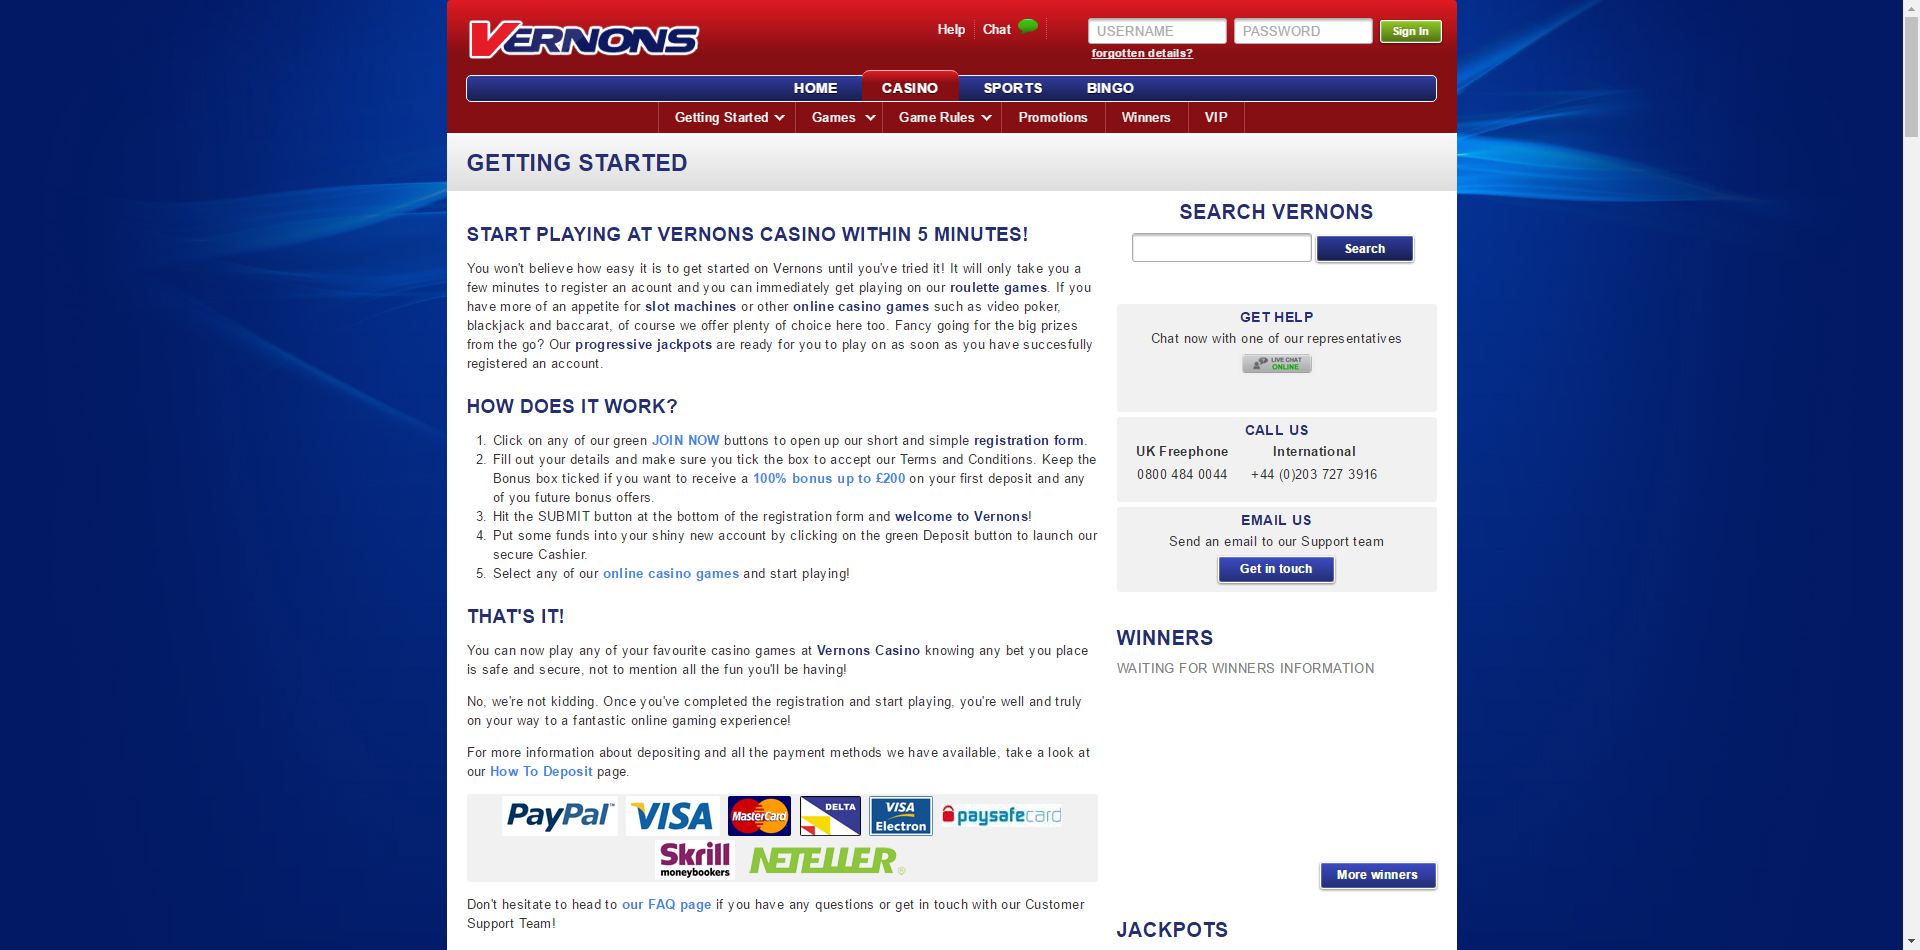 VERNONS
Help
Chat
USERNAME
PASSWORD
Sign In
forgotten details?
HOME
CASINO
SPORTS
BINGO
Getting Started
Games
Game Rules
Promotions
Winners
VIP
GETTING STARTED
START PLAYING AT VERNONS CASINO WITHIN 5 MINUTES!
You won't believe how easy it is to get started on Vernons until you've tried it! It will only take you a
few minutes to register an acount and you can immediately get playing on our roulette games. If you
have more of an appetite for slot machines or other online casino games such as video poker,
blackjack and baccarat, of course we offer plenty of choice here too. Fancy going for the big prizes
from the go? Our progressive jackpots are ready for you to play on as soon as you have succesfully
registered an account.
HOW DOES IT WORK?
1. Click on any of our green JOIN NOW buttons to open up our short and simple registration form.
2. Fill out your details and make sure you tick the box to accept our Terms and Conditions. Keep the
Bonus box ticked if you want to receive a 100% bonus up to £200 on your first deposit and any
of you future bonus offers.
3. Hit the SUBMIT button at the bottom of the registration form and welcome to Vernons!
4. Put some funds into your shiny new account by clicking on the green Deposit button to launch our
secure Cashier.
5. Select any of our online casino games and start playing!
THAT'S IT!
You can now play any of your favourite casino games at Vernons Casino knowing any bet you place
is safe and secure, not to mention all the fun you'll be having!
No, we're not kidding. Once you've completed the registration and start playing, you're well and truly
on your way to a fantastic online gaming experience!
For more information about depositing and all the payment methods we have available, take a look at
our How To Deposit page.
PayPal™
VISA
MasterCard
DELTA
VISA
Electron
paysafecard
Skrill
moneybookers
NETELLER®
Don't hesitate to head to our FAQ page if you have any questions or get in touch with our Customer
Support Team!
SEARCH VERNONS
Search
GET HELP
Chat now with one of our representatives
LIVE CHAT
ONLINE
CALL US
UK Freephone International
0800 484 0044 +44 (0)203 727 3916
EMAIL US
Send an email to our Support team
Get in touch
WINNERS
WAITING FOR WINNERS INFORMATION
More winners
JACKPOTS